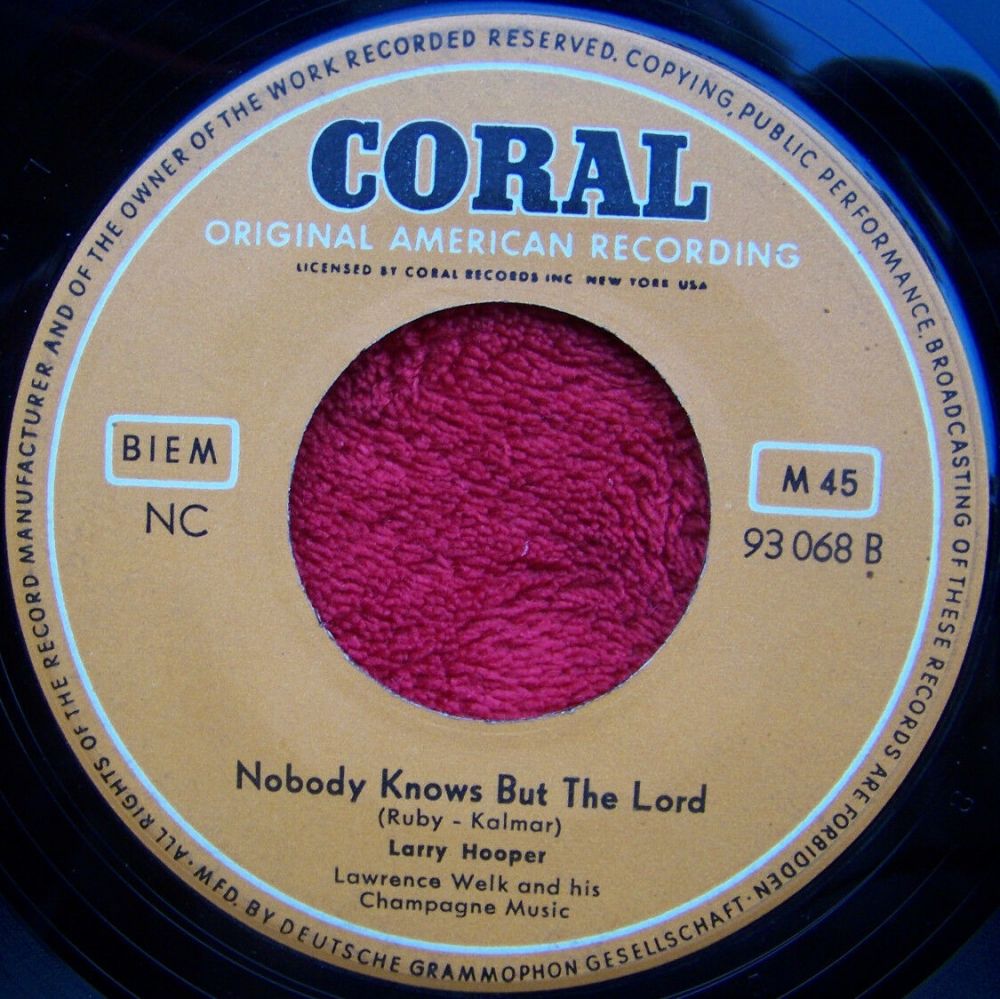 CORAL
ORIGINAL AMERICAN RECORDING
LICENSED BY CORAL RECORDS INC NEW YORK USA
BIEM
NC
M 45
93 068 B
Nobody Knows But The Lord
(Ruby - Kalmar)
Larry Hooper
Lawrence Welk and his
Champagne Music
· ALL RIGHTS OF THE RECORD MANUFACTURER AND OF THE OWNER OF THE WORK RECORDED RESERVED. COPYING, PUBLIC PERFORMANCE, BROADCASTING OF THESE RECORDS ARE FORBIDDEN ·
MFD. BY DEUTSCHE GRAMMOPHON GESELLSCHAFT